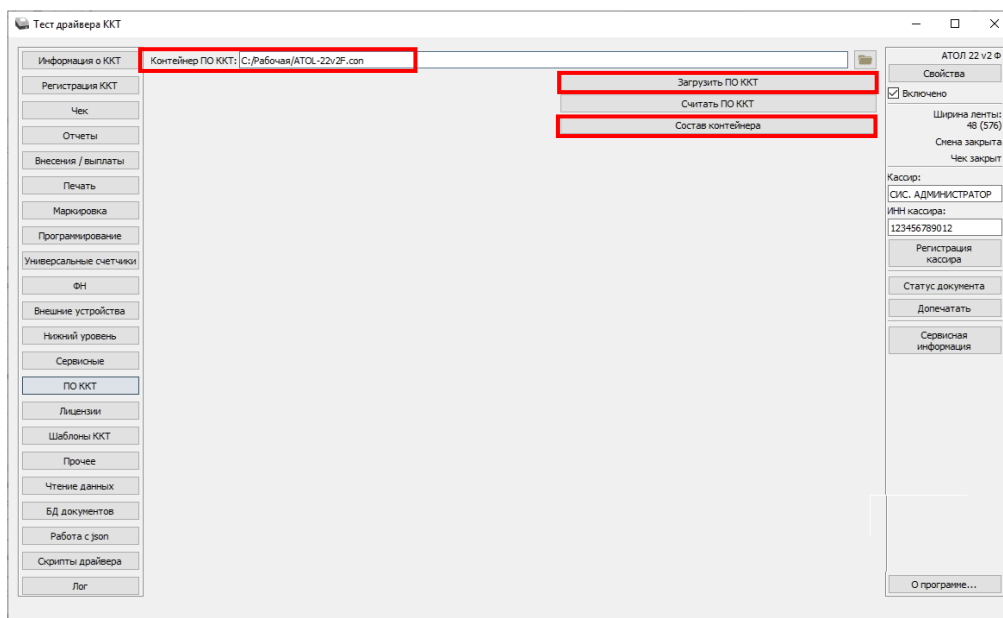 Тест драйвера ККТ
Информация о ККТ
Регистрация ККТ
Чек
Отчеты
Внесения / выплаты
Печать
Маркировка
Программирование
Универсальные счетчики
ФН
Внешние устройства
Нижний уровень
Сервисные
ПО ККТ
Лицензии
Шаблоны ККТ
Прочее
Чтение данных
БД документов
Работа с json
Скрипты драйвера
Лог
Контейнер ПО ККТ: C:/Рабочая/ATOL-22v2F.con
Загрузить ПО ККТ
Считать ПО ККТ
Состав контейнера
АТОЛ 22 v2 Ф
Свойства
Включено
Ширина ленты:
48 (576)
Смена закрыта
Чек закрыт
Кассир:
СИС. АДМИНИСТРАТОР
ИНН кассира:
123456789012
Регистрация
кассира
Статус документа
Допечатать
Сервисная
информация
О программе...